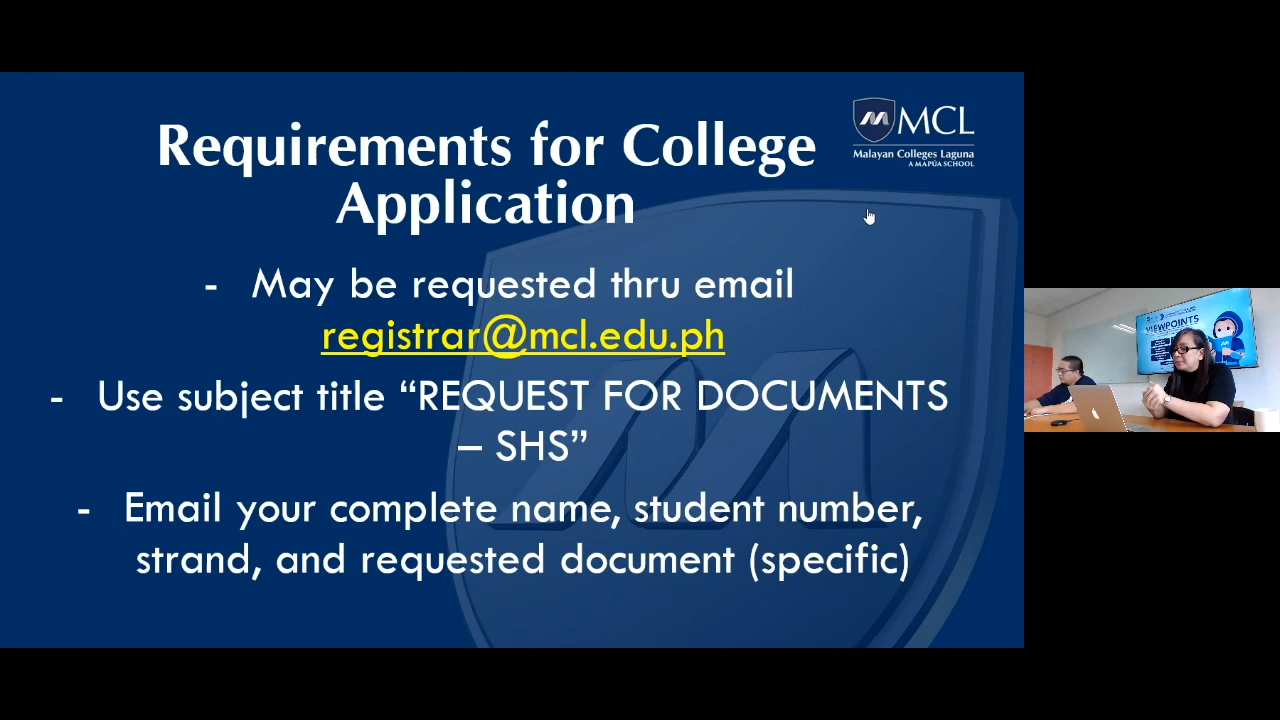 Requirements for College
Application
MCL
Malayan Colleges Laguna
A MAPÚA SCHOOL
- May be requested thru email
registrar@mcl.edu.ph
- Use subject title “REQUEST FOR DOCUMENTS
– SHS”
- Email your complete name, student number,
strand, and requested document (specific)
VIEWPOINTS